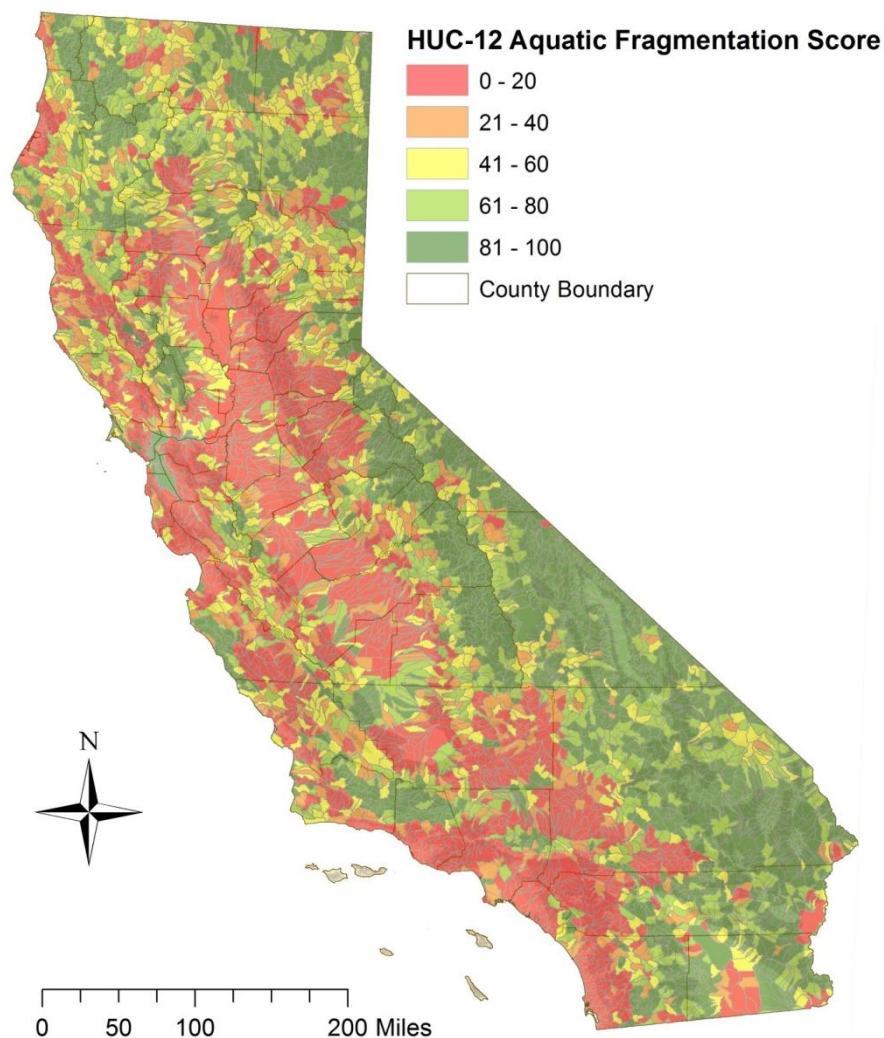 HUC-12 Aquatic Fragmentation Score
0 - 20
21 - 40
41 - 60
61 - 80
81 - 100
County Boundary
N
0 50 100 200 Miles